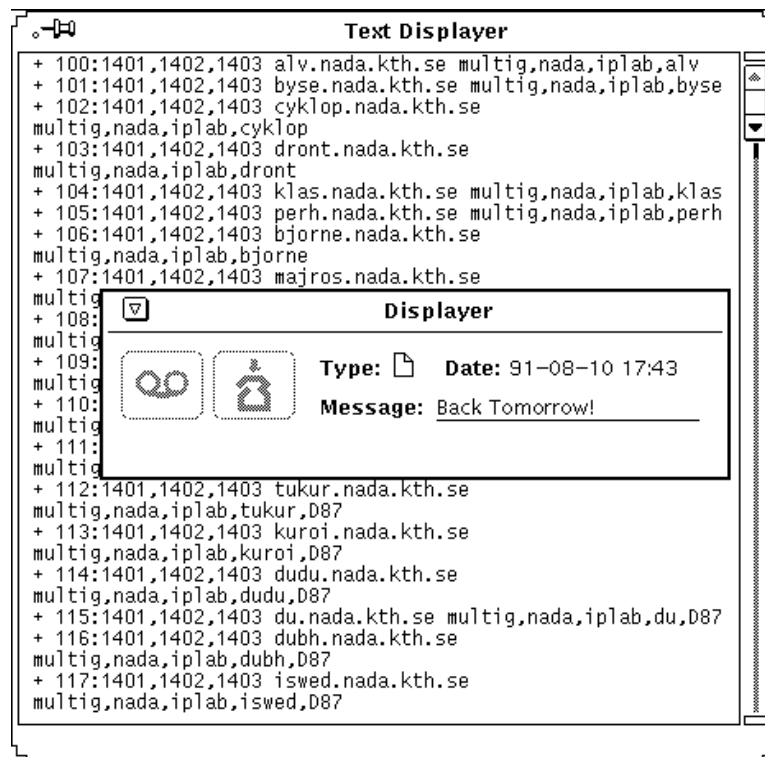 Text Displayer
+ 100:1401,1402,1403 alv.nada.kth.se multig,nada,iplab,alv
+ 101:1401,1402,1403 byse.nada.kth.se multig,nada,iplab,byse
+ 102:1401,1402,1403 cyklop.nada.kth.se
multig,nada,iplab,cyklop
+ 103:1401,1402,1403 dront.nada.kth.se
multig,nada,iplab,dront
+ 104:1401,1402,1403 klas.nada.kth.se multig,nada,iplab,klas
+ 105:1401,1402,1403 perh.nada.kth.se multig,nada,iplab,perh
+ 106:1401,1402,1403 bjorne.nada.kth.se
multig,nada,iplab,bjorne
+ 107:1401,1402,1403 majros.nada.kth.se
multig
+ 108:
multig
+ 109:
multig
+ 110:
multig
+ 111:
multig
Displayer
Type: Date: 91-08-10 17:43
Message: Back Tomorrow!
+ 112:1401,1402,1403 tukur.nada.kth.se
multig,nada,iplab,tukur,D87
+ 113:1401,1402,1403 kuroi.nada.kth.se
multig,nada,iplab,kuroi,D87
+ 114:1401,1402,1403 dudu.nada.kth.se
multig,nada,iplab,dudu,D87
+ 115:1401,1402,1403 du.nada.kth.se multig,nada,iplab,du,D87
+ 116:1401,1402,1403 dubh.nada.kth.se
multig,nada,iplab,dubh,D87
+ 117:1401,1402,1403 iswed.nada.kth.se
multig,nada,iplab,iswed,D87